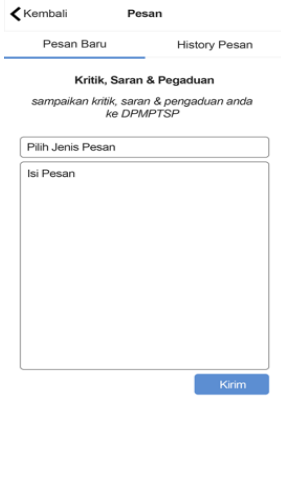 Kembali Pesan
Pesan Baru History Pesan
Kritik, Saran & Pegaduan
sampaikan kritik, saran & pengaduan anda
ke DPMPTSP
Pilih Jenis Pesan
Isi Pesan
Kirim